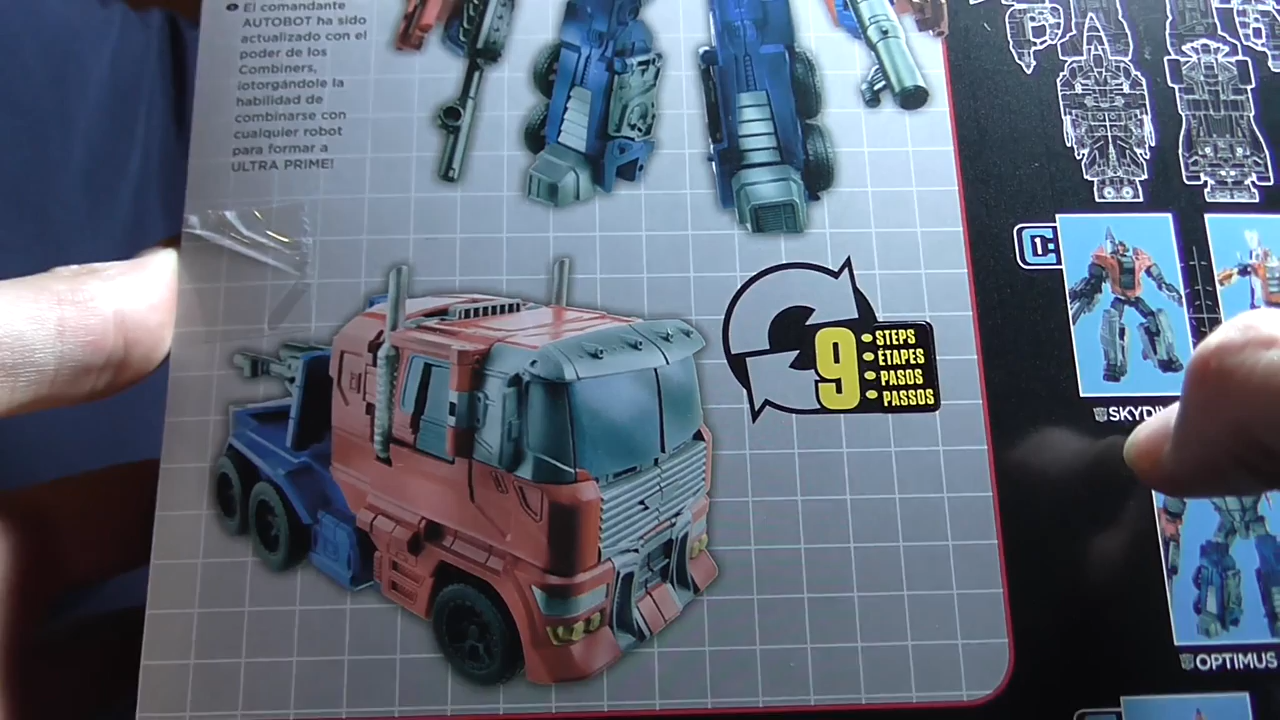 El comandante
AUTOBOT ha sido
actualizado con el
poder de los
Combiners,
iotorgándole la
habilidad de
combinarse con
cualquier robot
para formar a
ULTRA PRIME!
9
STEPS
ÉTAPES
PASOS
PASSOS
OPTIMUS